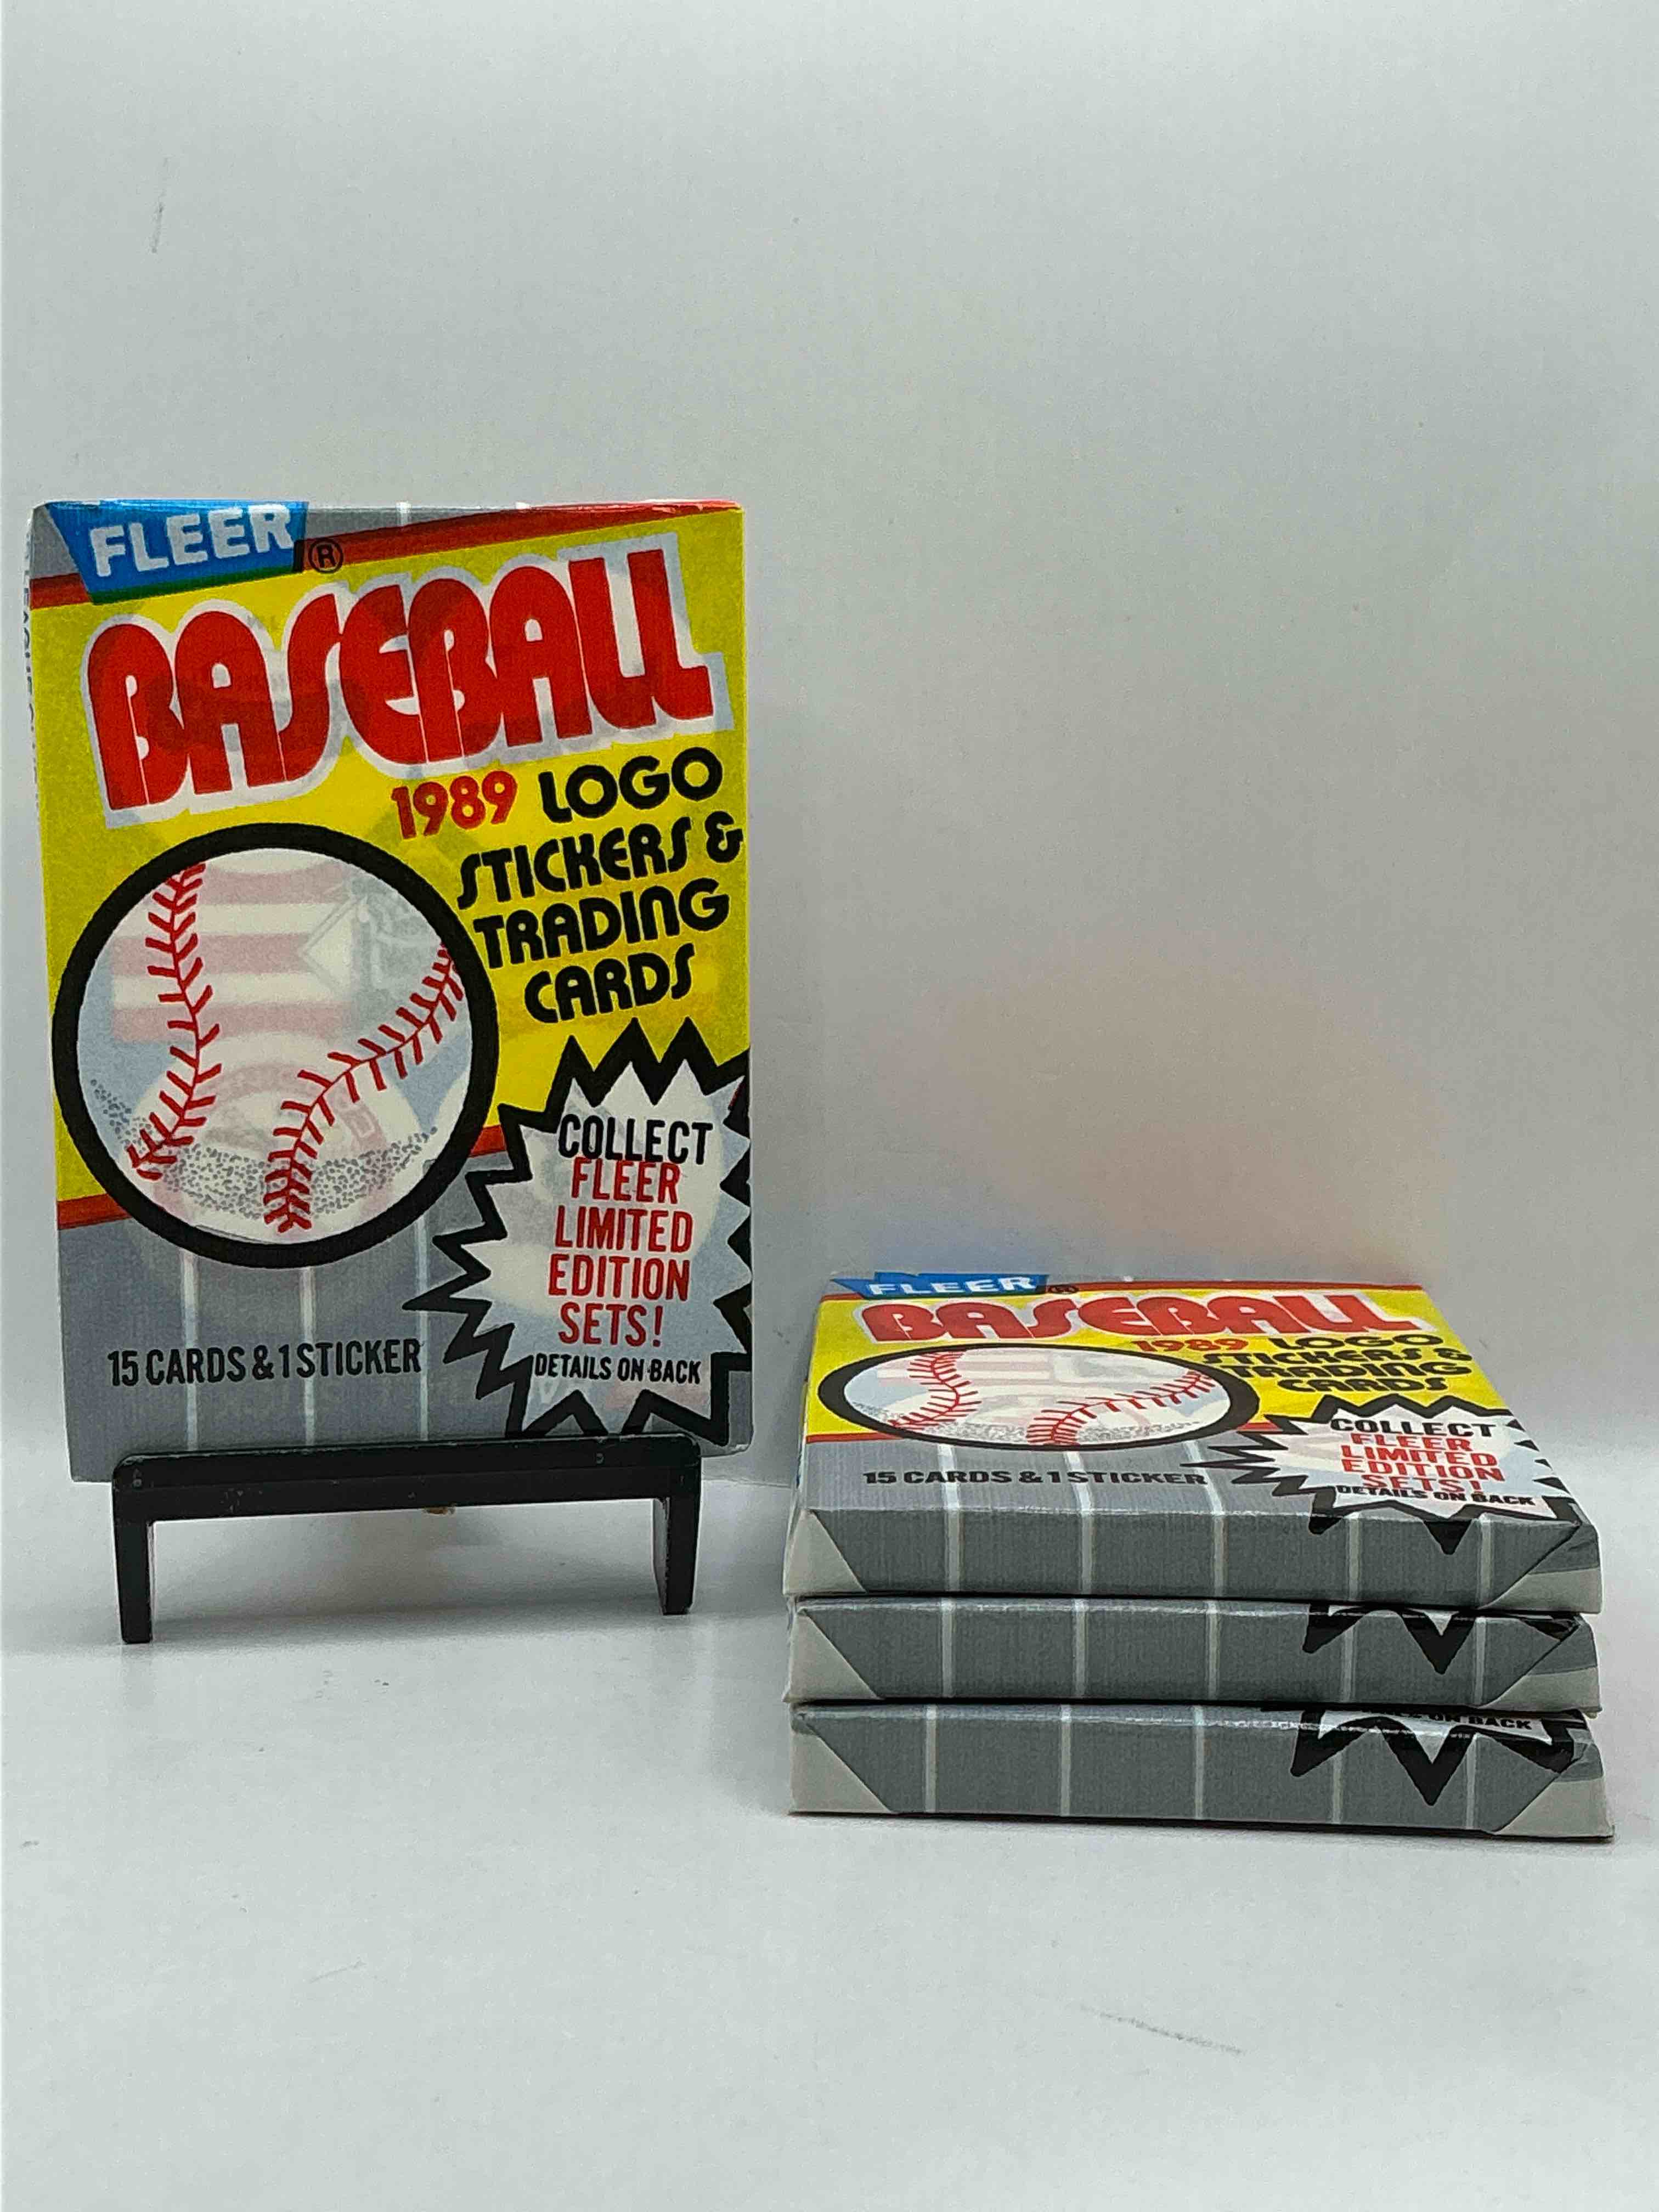 FLEER ®
BASEBALL
1989 LOGO
STICKERS &
TRADING
CARDS
COLLECT
FLEER
LIMITED
EDITION
SETS!
DETAILS ON BACK
15 CARDS & 1 STICKER
FLEER ®
BASEBALL
1989 LOGO
STICKERS &
TRADING
CARDS
COLLECT
FLEER
LIMITED
EDITION
SETS!
DETAILS ON BACK
15 CARDS & 1 STICKER
ON BACK